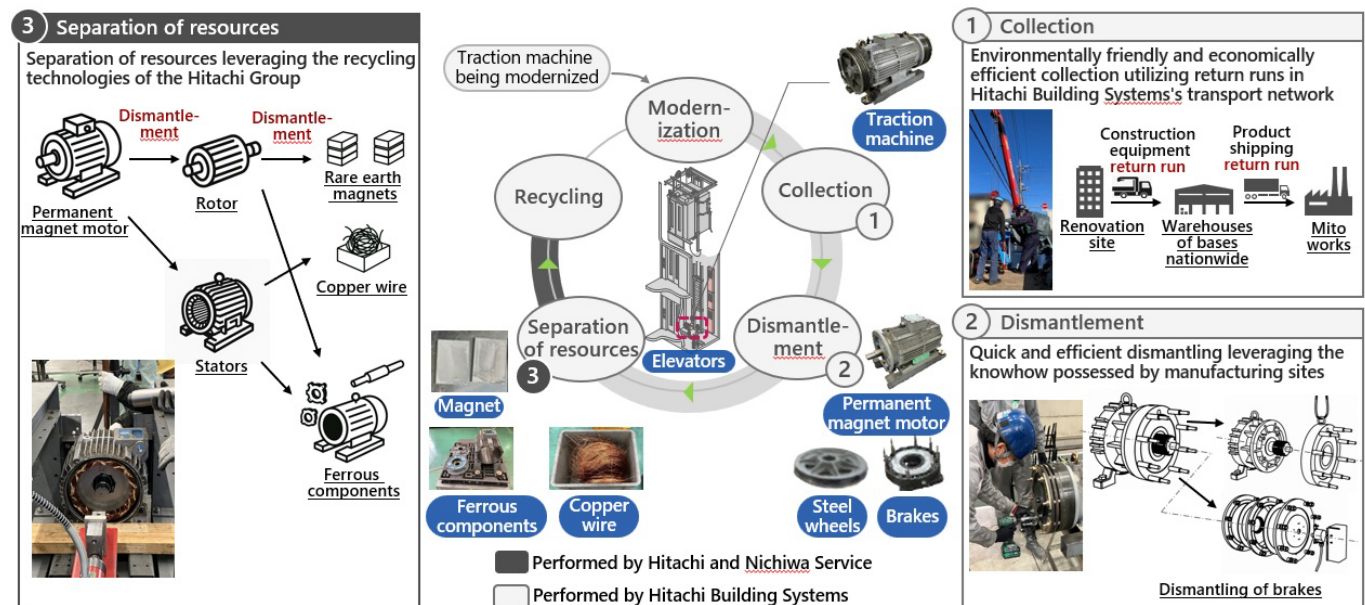 3 Separation of resources
Separation of resources leveraging the recycling
technologies of the Hitachi Group
Dismantle-
ment
Dismantle-
ment
Permanent
magnet motor
Rotor
Rare earth
magnets
Copper wire
Stators
Ferrous
components
Traction machine
being modernized
Modern-
ization
Traction
machine
Collection
1
Recycling
Elevators
Dismantle-
ment
2
Separation
of resources
3
Magnet
Permanent
magnet motor
Ferrous
components
Copper
wire
Steel
wheels
Brakes
Performed by Hitachi and Nichiwa Service
Performed by Hitachi Building Systems
1 Collection
Environmentally friendly and economically
efficient collection utilizing return runs in
Hitachi Building Systems's transport network
Construction
equipment
return run
Product
shipping
return run
Renovation
site
Warehouses
of bases
nationwide
Mito
works
2 Dismantlement
Quick and efficient dismantling leveraging the
knowhow possessed by manufacturing sites
Dismantling of brakes